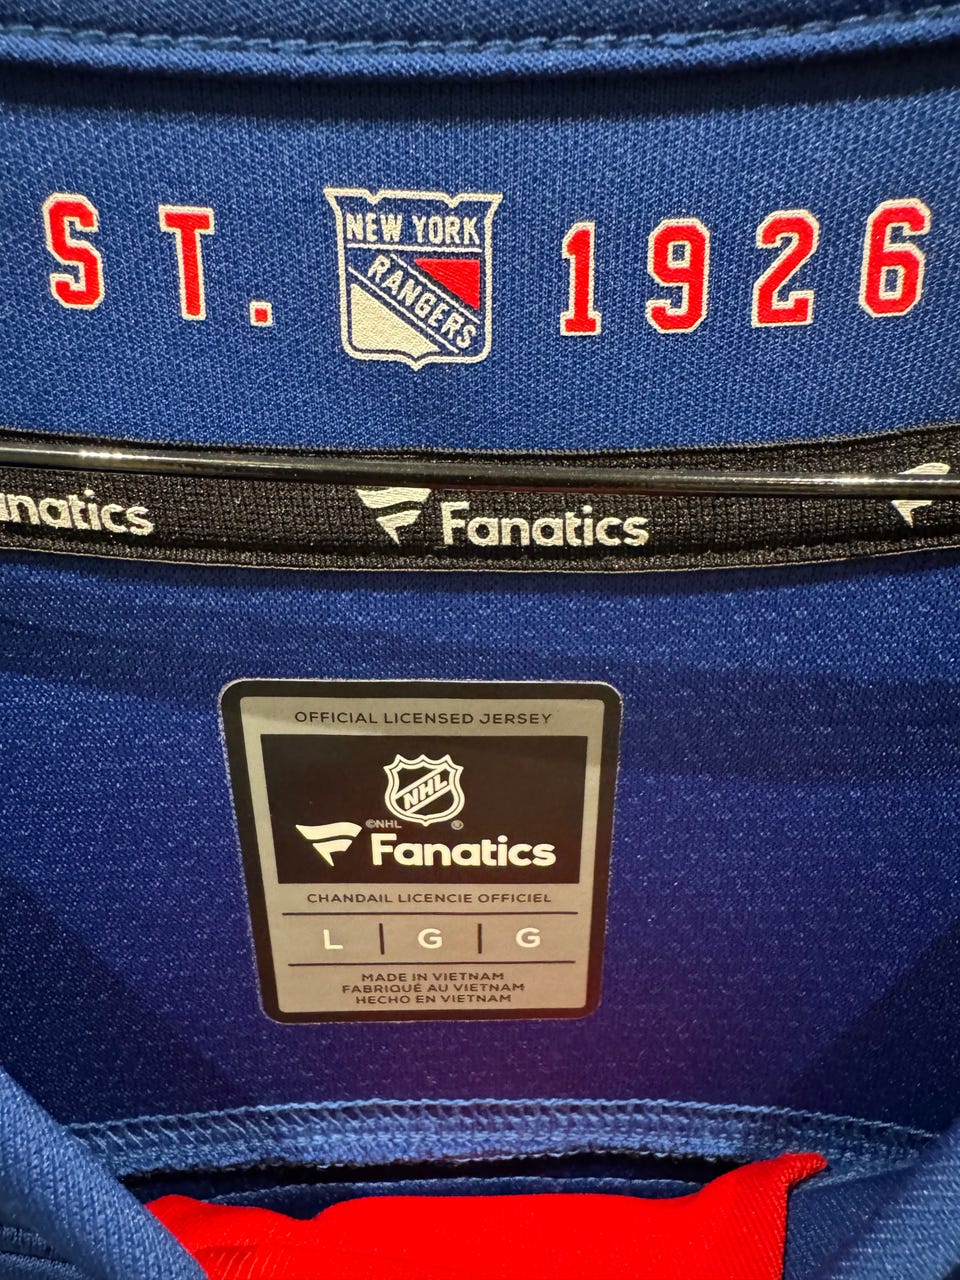 ST. NEW YORK RANGERS 1926
Fanatics
OFFICIAL LICENSED JERSEY
NHL
©NHL ®
Fanatics
CHANDAIL LICENCIE OFFICIEL
L | G | G
MADE IN VIETNAM
FABRIQUÉ AU VIETNAM
HECHO EN VIETNAM